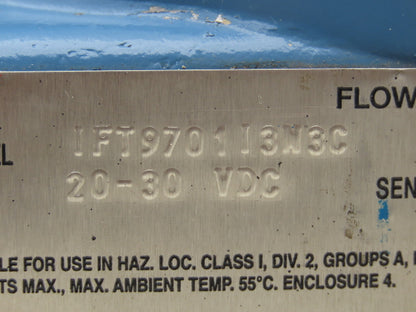 FLOW
EL IFT9701I3N3C
20-30 VDC SEN
LE FOR USE IN HAZ. LOC. CLASS I, DIV. 2, GROUPS A,
TS MAX., MAX. AMBIENT TEMP. 55°C. ENCLOSURE 4.